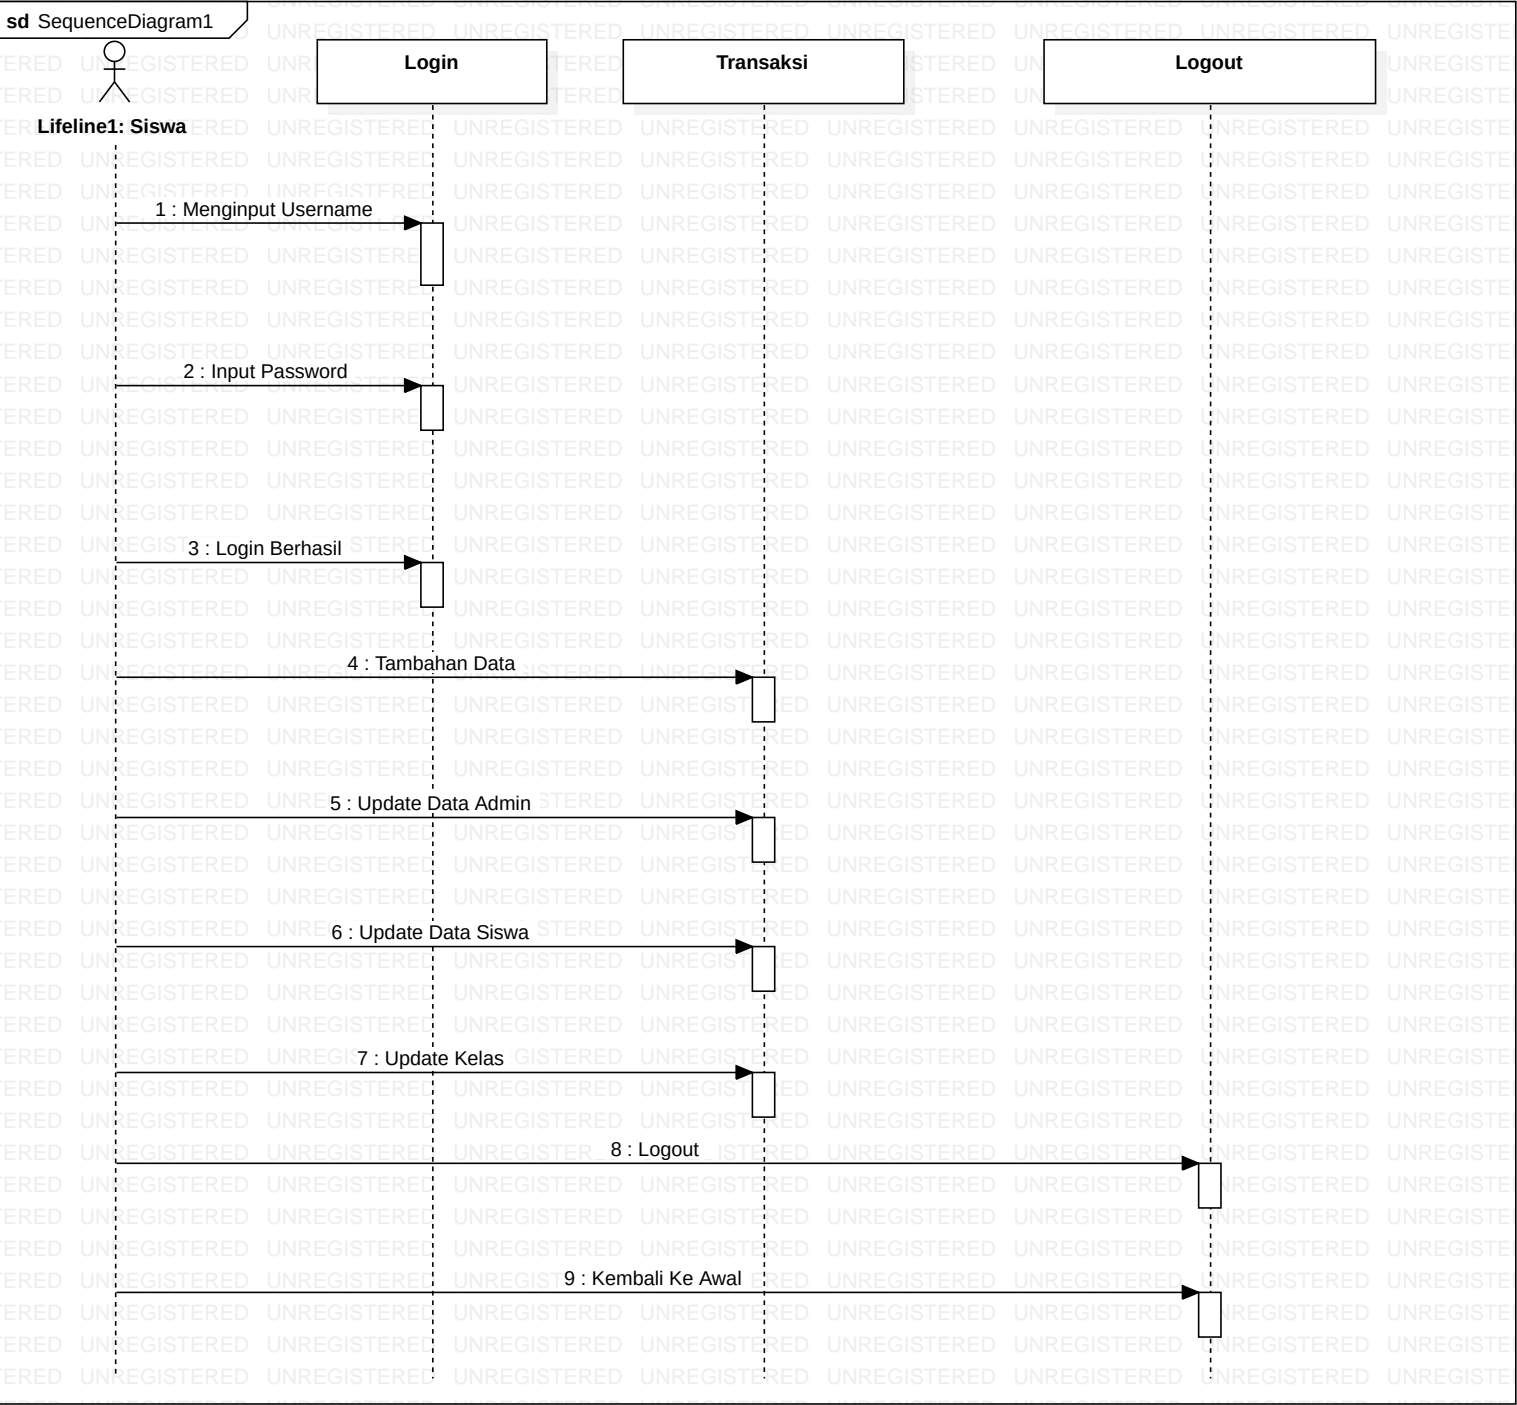 sd SequenceDiagram1
Login
Transaksi
Logout
Lifeline1: Siswa
1 : Menginput Username
2 : Input Password
3 : Login Berhasil
4 : Tambahan Data
5 : Update Data Admin
6 : Update Data Siswa
7 : Update Kelas
8 : Logout
9 : Kembali Ke Awal
UNREGISTERED